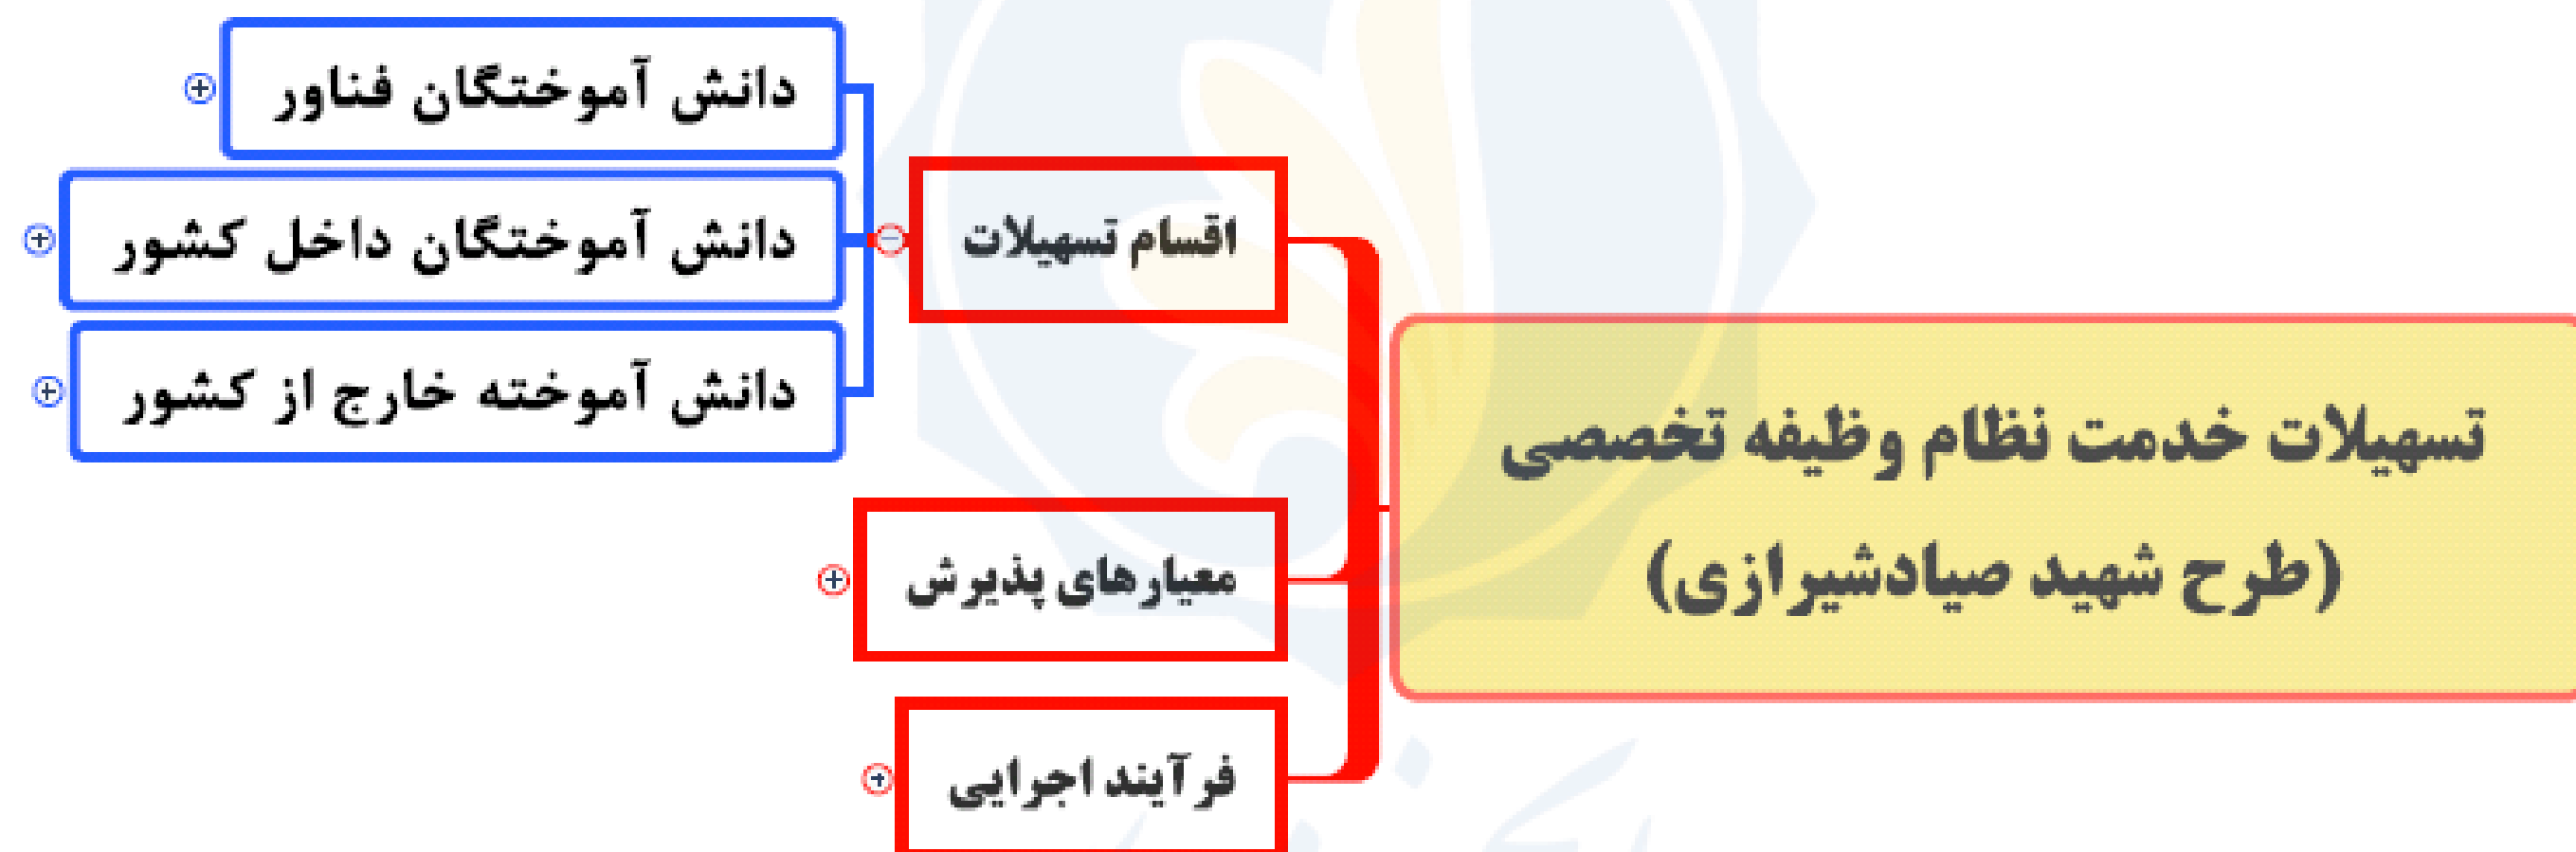 تسهیلات خدمت نظام وظیفه تخصصی
(طرح شهید صیادشیرازی)
اقسام تسهیلات
دانش آموختگان فناور
دانش آموختگان داخل کشور
دانش آموخته خارج از کشور
معیارهای پذیرش
فرآیند اجرایی